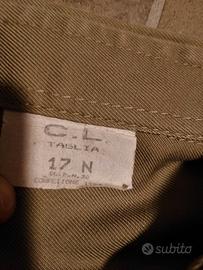 C.L.
TAGLIA
17 N
CONFEZIONE
subito